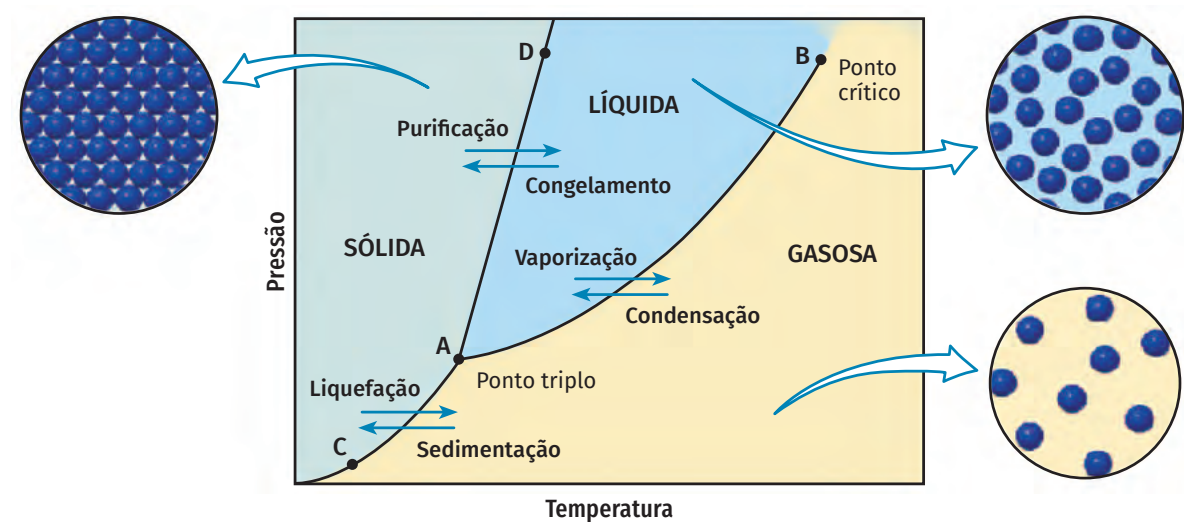 D
B
Ponto
crítico
LÍQUIDA
Purificação
Congelamento
Pressão
SÓLIDA
Vaporização
GASOSA
Condensação
A
Ponto triplo
Liquefação
Sedimentação
C
Temperatura